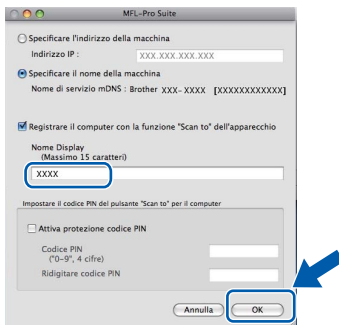 MFL-Pro Suite
Specificare l'indirizzo della macchina
Indirizzo IP : XXX.XXX.XXX.XXX
Specificare il nome della macchina
Nome di servizio mDNS : Brother XXX-XXXX [XXXXXXXXXXXX]
Registrare il computer con la funzione "Scan to" dell'apparecchio
Nome Display
(Massimo 15 caratteri)
XXXX
Impostare il codice PIN del pulsante "Scan to" per il computer
Attiva protezione codice PIN
Codice PIN
("0-9", 4 cifre)
Ridigitare codice PIN
Annulla OK